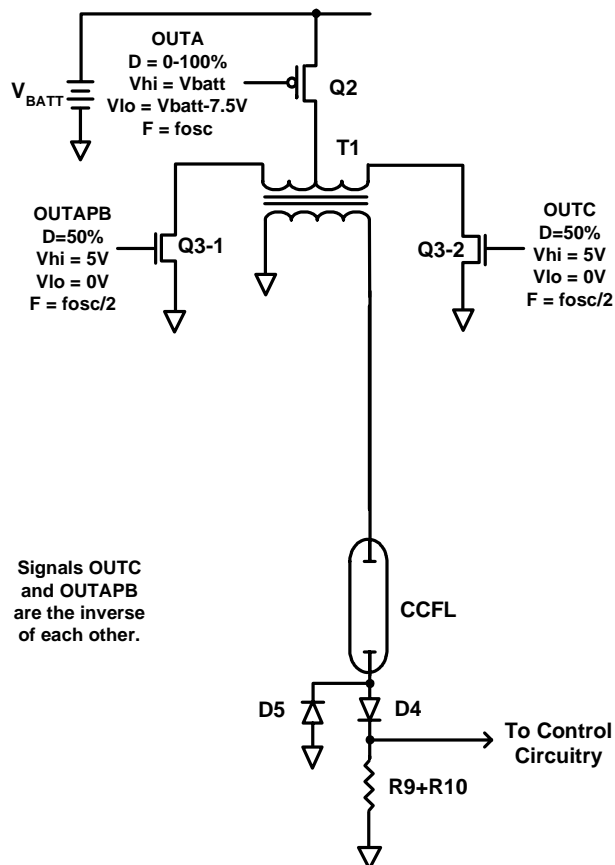 OUTA
D = 0-100%
Vhi = Vbatt
Vlo = Vbatt-7.5V
F = fosc
VBATT
Q2
T1
OUTAPB
D=50%
Vhi = 5V
Vlo = 0V
F = fosc/2
Q3-1
Q3-2
OUTC
D=50%
Vhi = 5V
Vlo = 0V
F = fosc/2
Signals OUTC
and OUTAPB
are the inverse
of each other.
CCFL
D5
D4
To Control
Circuitry
R9+R10